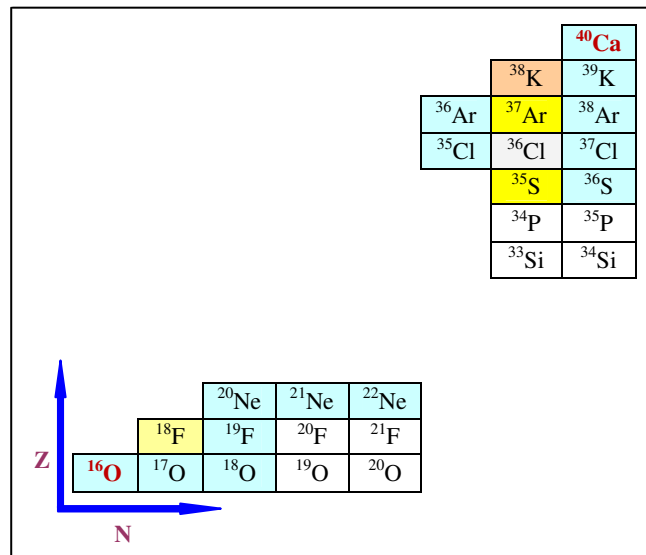 ⁴⁰Ca
³⁸K ³⁹K
³⁶Ar ³⁷Ar ³⁸Ar
³⁵Cl ³⁶Cl ³⁷Cl
³⁵S ³⁶S
³⁴P ³⁵P
³³Si ³⁴Si
²⁰Ne ²¹Ne ²²Ne
¹⁸F ¹⁹F ²⁰F ²¹F
Z
¹⁶O ¹⁷O ¹⁸O ¹⁹O ²⁰O
N